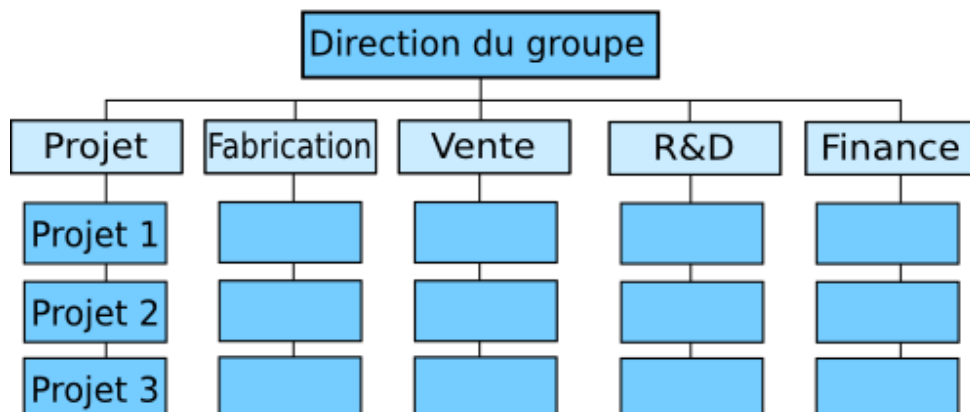 Direction du groupe
Projet
Fabrication
Vente
R&D
Finance
Projet 1
Projet 2
Projet 3